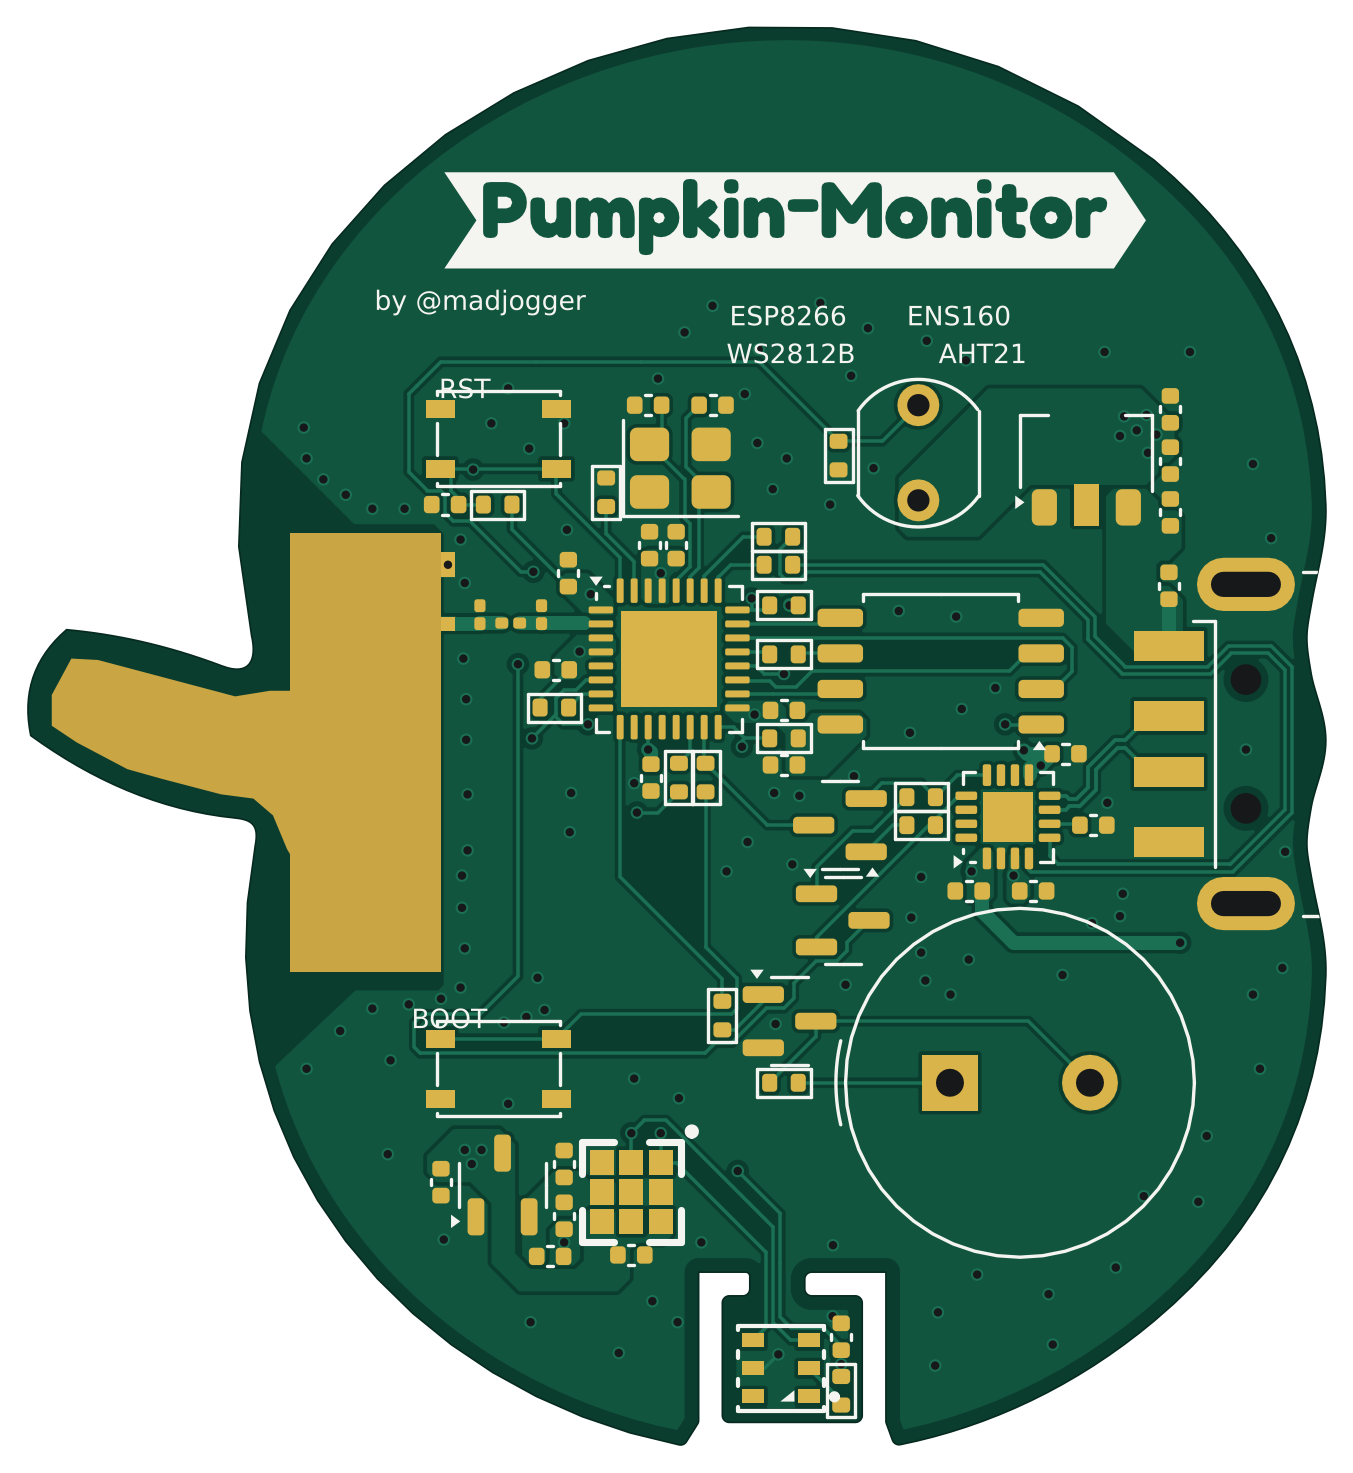 Pumpkin-Monitor
by @madjogger
ESP8266 ENS160
WS2812B AHT21
RST
BOOT